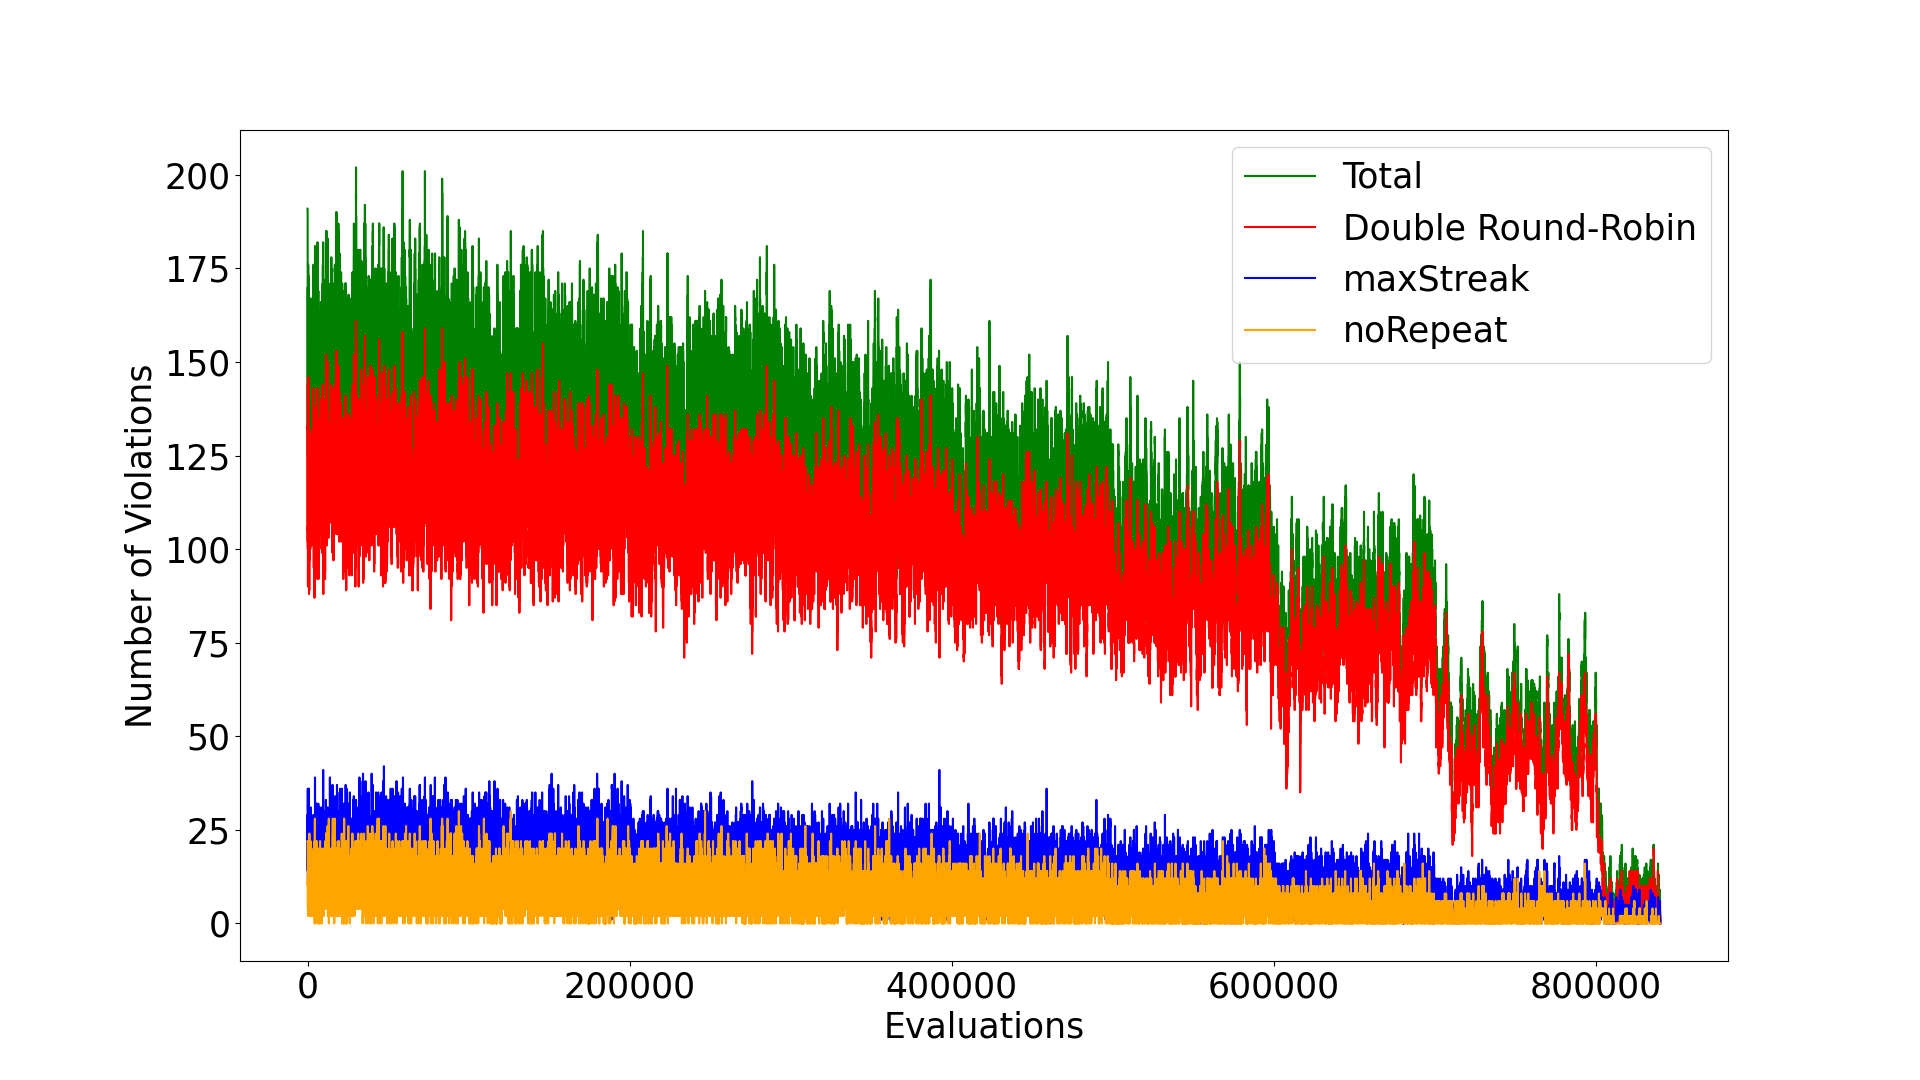 Total
Double Round-Robin
maxStreak
noRepeat
Number of Violations
200
175
150
125
100
75
50
25
0
0 200000 400000 600000 800000
Evaluations